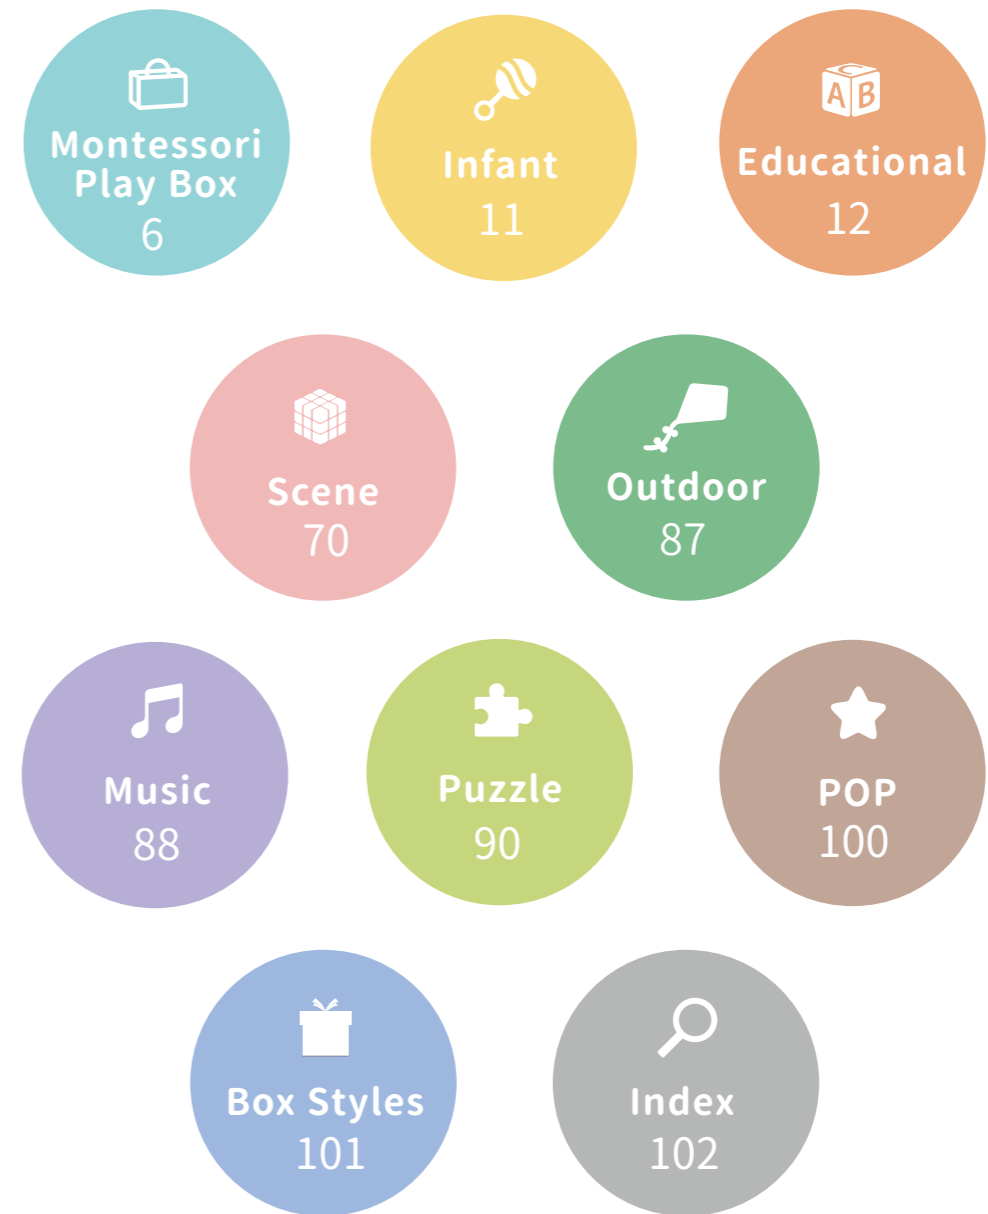 Montessori
Play Box
6
Infant
11
A B
Educational
12
Scene
70
Outdoor
87
Music
88
Puzzle
90
POP
100
Box Styles
101
Index
102